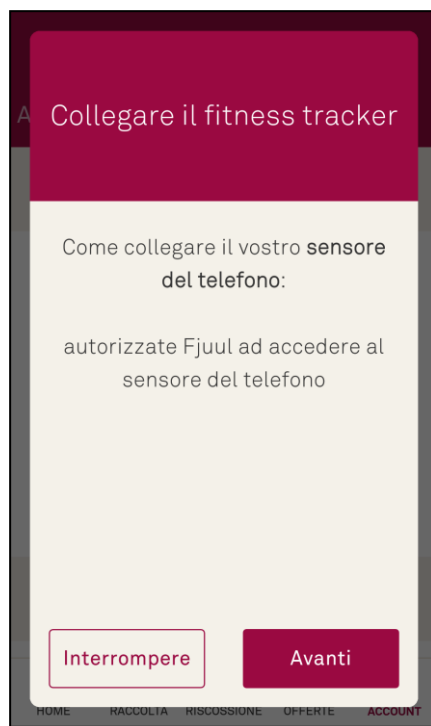 Collegare il fitness tracker
Come collegare il vostro sensore
del telefono:
autorizzate Fjuul ad accedere al
sensore del telefono
Interrompere
Avanti
HOME
RACCOLTA
RISCOSSIONE
OFFERTE
ACCOUNT